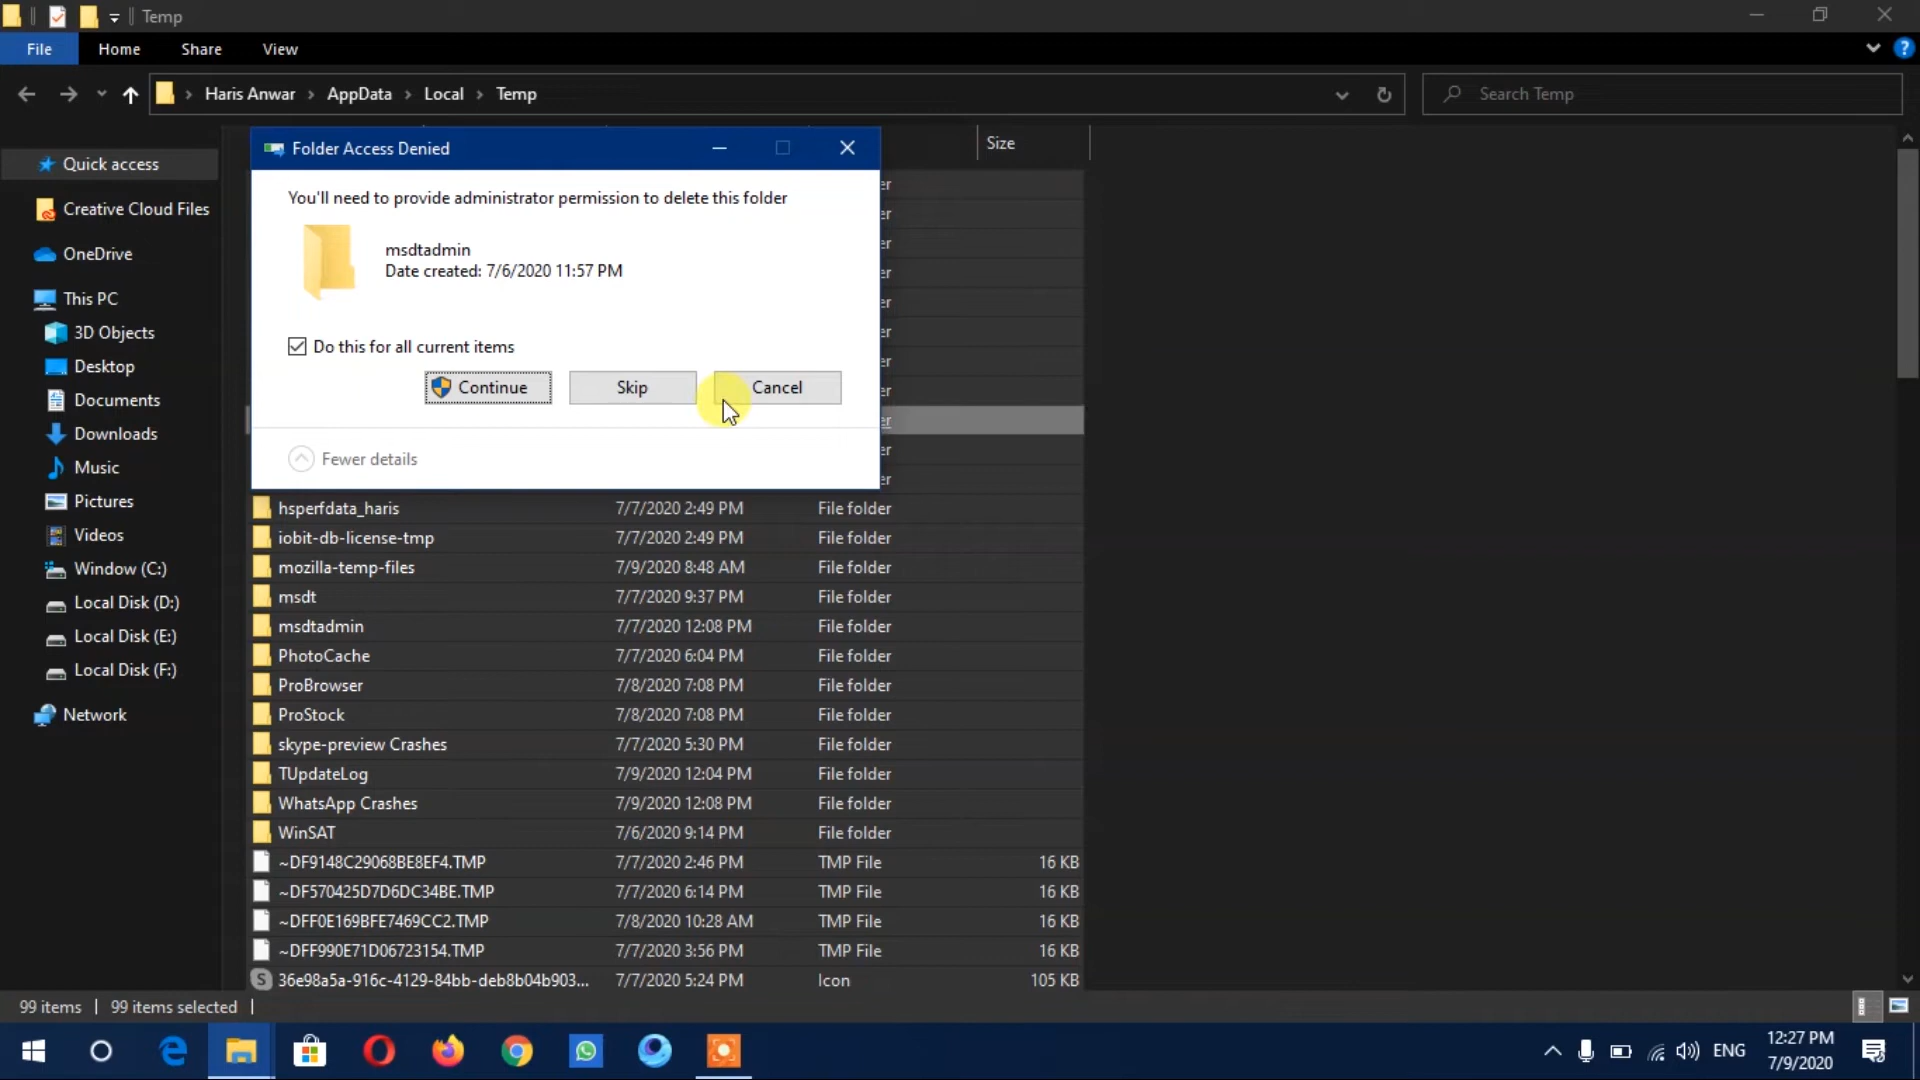 Temp
File Home Share View
Haris Anwar AppData Local Temp
Search Temp
Folder Access Denied
You'll need to provide administrator permission to delete this folder
msdtadmin
Date created: 7/6/2020 11:57 PM
Do this for all current items
Continue Skip Cancel
Fewer details
Size
Quick access
Creative Cloud Files
OneDrive
This PC
3D Objects
Desktop
Documents
Downloads
Music
Pictures
Videos
Window (C:)
Local Disk (D:)
Local Disk (E:)
Local Disk (F:)
Network
er
er
er
er
er
er
er
er
er
er
er
hsperfdata_haris 7/7/2020 2:49 PM File folder
iobit-db-license-tmp 7/7/2020 2:49 PM File folder
mozilla-temp-files 7/9/2020 8:48 AM File folder
msdt 7/7/2020 9:37 PM File folder
msdtadmin 7/7/2020 12:08 PM File folder
PhotoCache 7/7/2020 6:04 PM File folder
ProBrowser 7/8/2020 7:08 PM File folder
ProStock 7/8/2020 7:08 PM File folder
skype-preview Crashes 7/7/2020 5:30 PM File folder
TUpdateLog 7/9/2020 12:04 PM File folder
WhatsApp Crashes 7/9/2020 12:08 PM File folder
WinSAT 7/6/2020 9:14 PM File folder
~DF9148C29068BE8EF4.TMP 7/7/2020 2:46 PM TMP File 16 KB
~DF570425D7D6DC34BE.TMP 7/7/2020 6:14 PM TMP File 16 KB
~DFF0E169BFE7469CC2.TMP 7/8/2020 10:28 AM TMP File 16 KB
~DFF990E71D06723154.TMP 7/7/2020 3:56 PM TMP File 16 KB
36e98a5a-916c-4129-84bb-deb8b04b903... 7/7/2020 5:24 PM Icon 105 KB
99 items 99 items selected
ENG
12:27 PM
7/9/2020